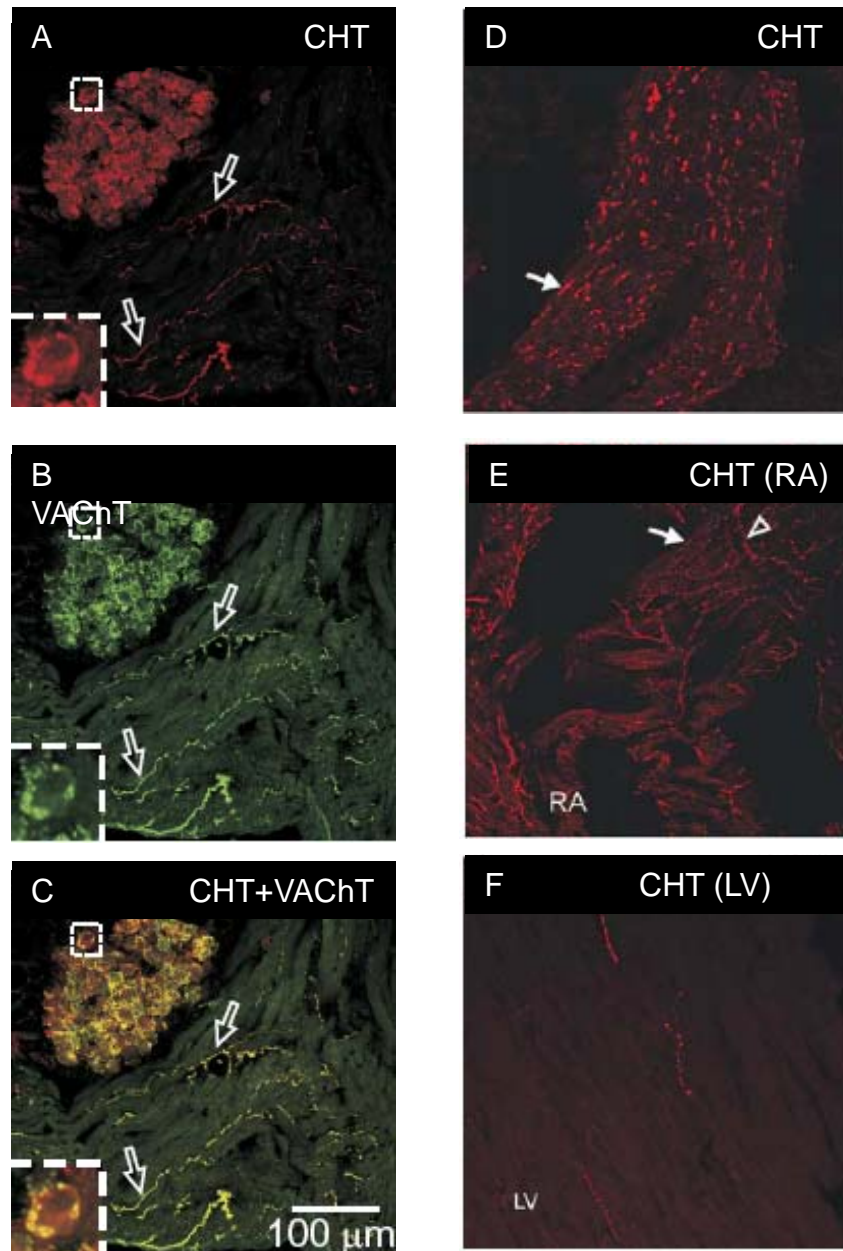 A CHT
D CHT
B
VAChT
E CHT (RA)
RA
C CHT+VAChT
100 μm
F CHT (LV)
LV